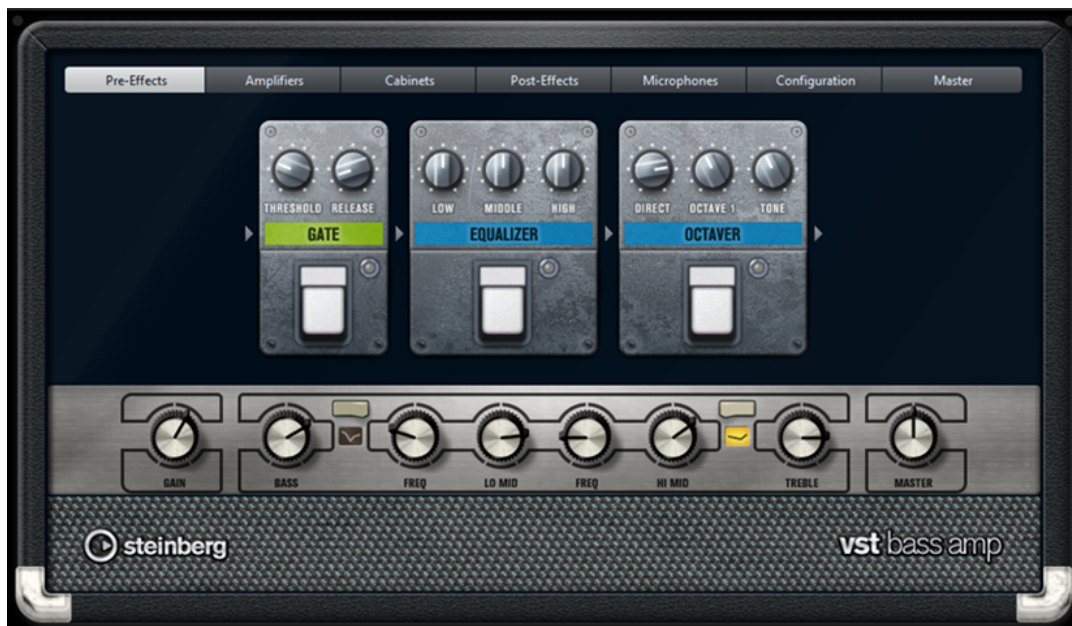 Pre-Effects Amplifiers Cabinets Post-Effects Microphones Configuration Master
THRESHOLD RELEASE LOW MIDDLE HIGH DIRECT OCTAVE 1 TONE
GATE EQUALIZER OCTAVER
GAIN BASS FREQ LO MID FREQ HI MID TREBLE MASTER
steinberg vst bass amp